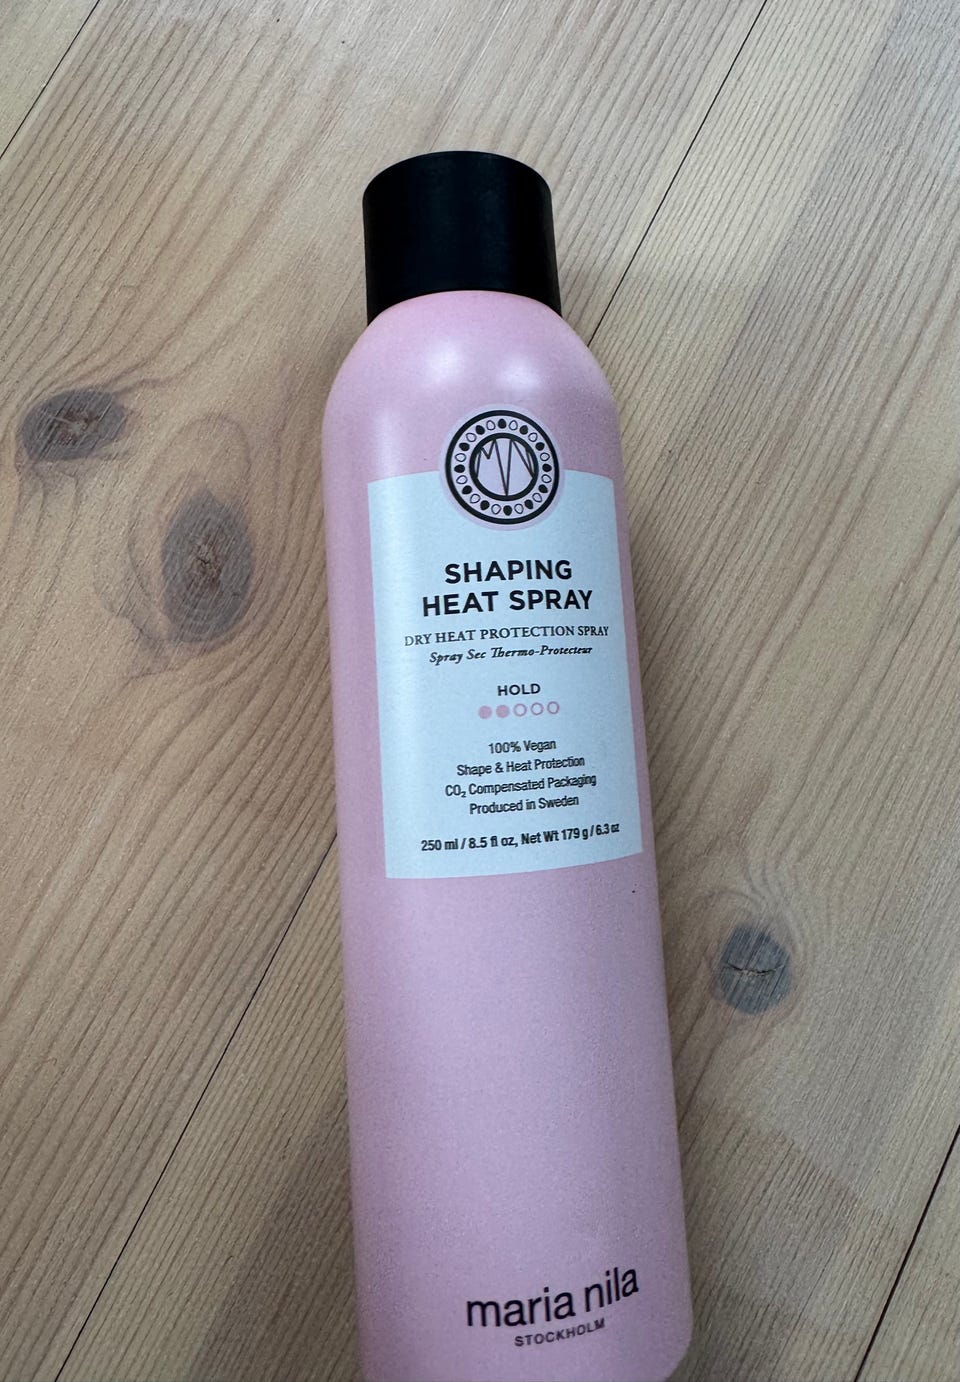 MN
SHAPING
HEAT SPRAY
DRY HEAT PROTECTION SPRAY
Spray Sec Thermo-Protecteur
HOLD
100% Vegan
Shape & Heat Protection
CO₂ Compensated Packaging
Produced in Sweden
250 ml / 8.5 fl oz, Net Wt 179 g / 6.3 oz
maria nila
STOCKHOLM